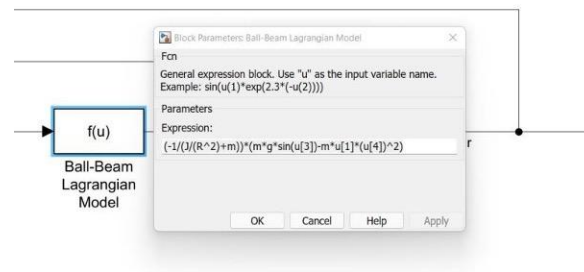 Block Parameters: Ball-Beam Lagrangian Model
Fcn
General expression block. Use "u" as the input variable name.
Example: sin(u(1)*exp(2.3*(-u(2))))
Parameters
Expression:
(-1/(J/(R^2)+m))*(m*g*sin(u[3])-m*u[1]*(u[4])^2)
OK Cancel Help Apply
f(u)
Ball-Beam
Lagrangian
Model
r